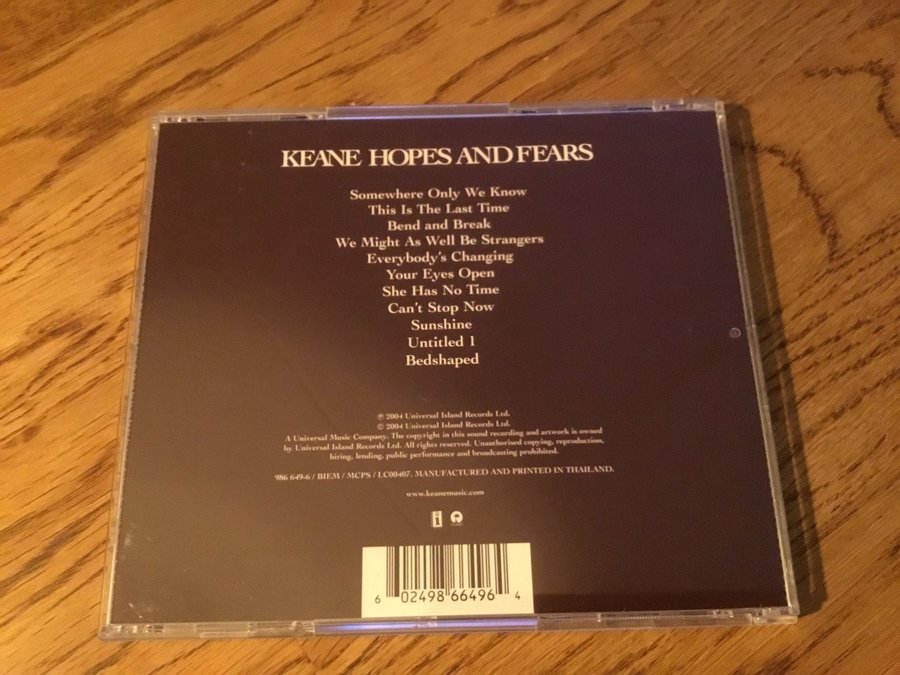 KEANE HOPES AND FEARS
Somewhere Only We Know
This Is The Last Time
Bend and Break
We Might As Well Be Strangers
Everybody's Changing
Your Eyes Open
She Has No Time
Can't Stop Now
Sunshine
Untitled 1
Bedshaped
℗ 2004 Universal Island Records Ltd.
© 2004 Universal Island Records Ltd.
A Universal Music Company. The copyright in this sound recording and artwork is owned
by Universal Island Records Ltd. All rights reserved. Unauthorised copying, reproduction,
hiring, lending, public performance and broadcasting prohibited.
986 649-6 / BIEM / MCPS / LC00407. MANUFACTURED AND PRINTED IN THAILAND.
www.keanemusic.com
i
6 02498 66496 4